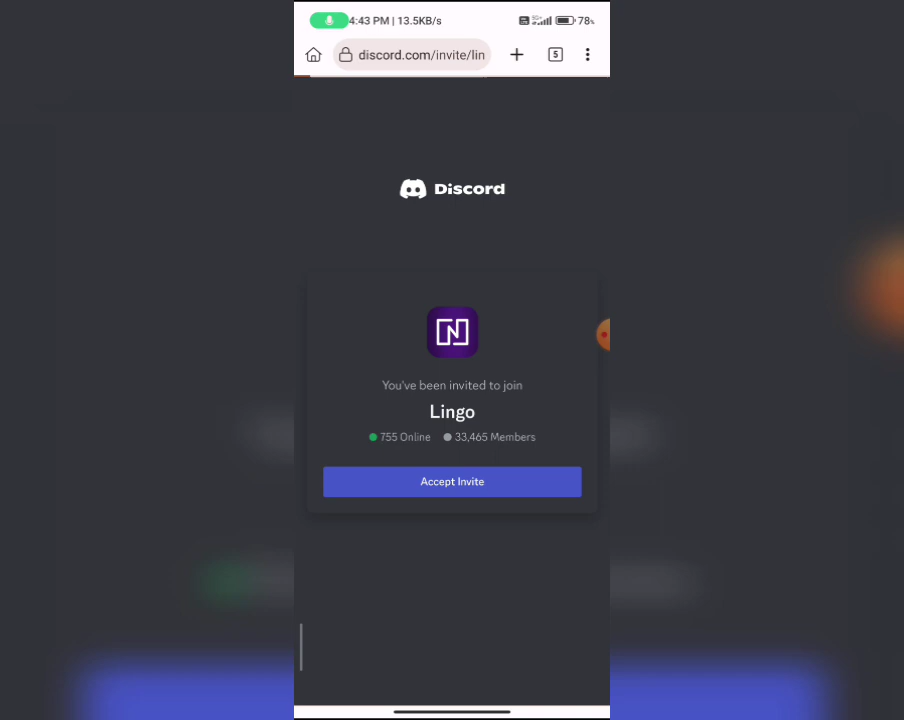 4:43 PM | 13.5KB/s 5G+ 78%
discord.com/invite/lin 5
Discord
N
You've been invited to join
Lingo
755 Online 33,465 Members
Accept Invite